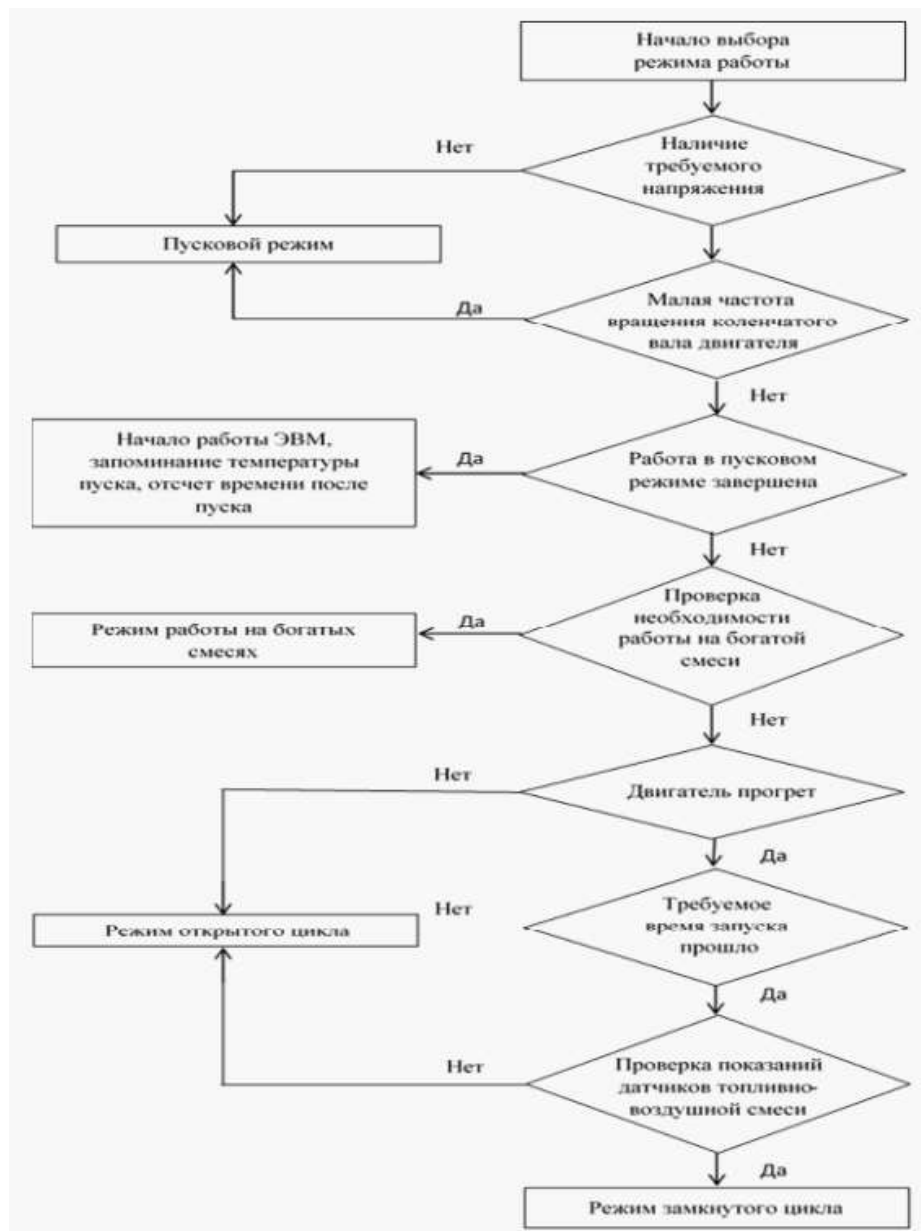 Начало выбора
режима работы
Нет
Наличие
требуемого
напряжения
Пусковой режим
Да
Малая частота
вращения коленчатого
вала двигателя
Нет
Начало работы ЭВМ,
запоминание температуры
пуска, отсчет времени после
пуска
Да
Работа в пусковом
режиме завершена
Нет
Режим работы на богатых
смесях
Да
Проверка
необходимости
работы на богатой
смеси
Нет
Нет
Двигатель прогрет
Да
Режим открытого цикла
Нет
Требуемое
время запуска
прошло
Да
Нет
Проверка показаний
датчиков топливно-
воздушной смеси
Да
Режим замкнутого цикла